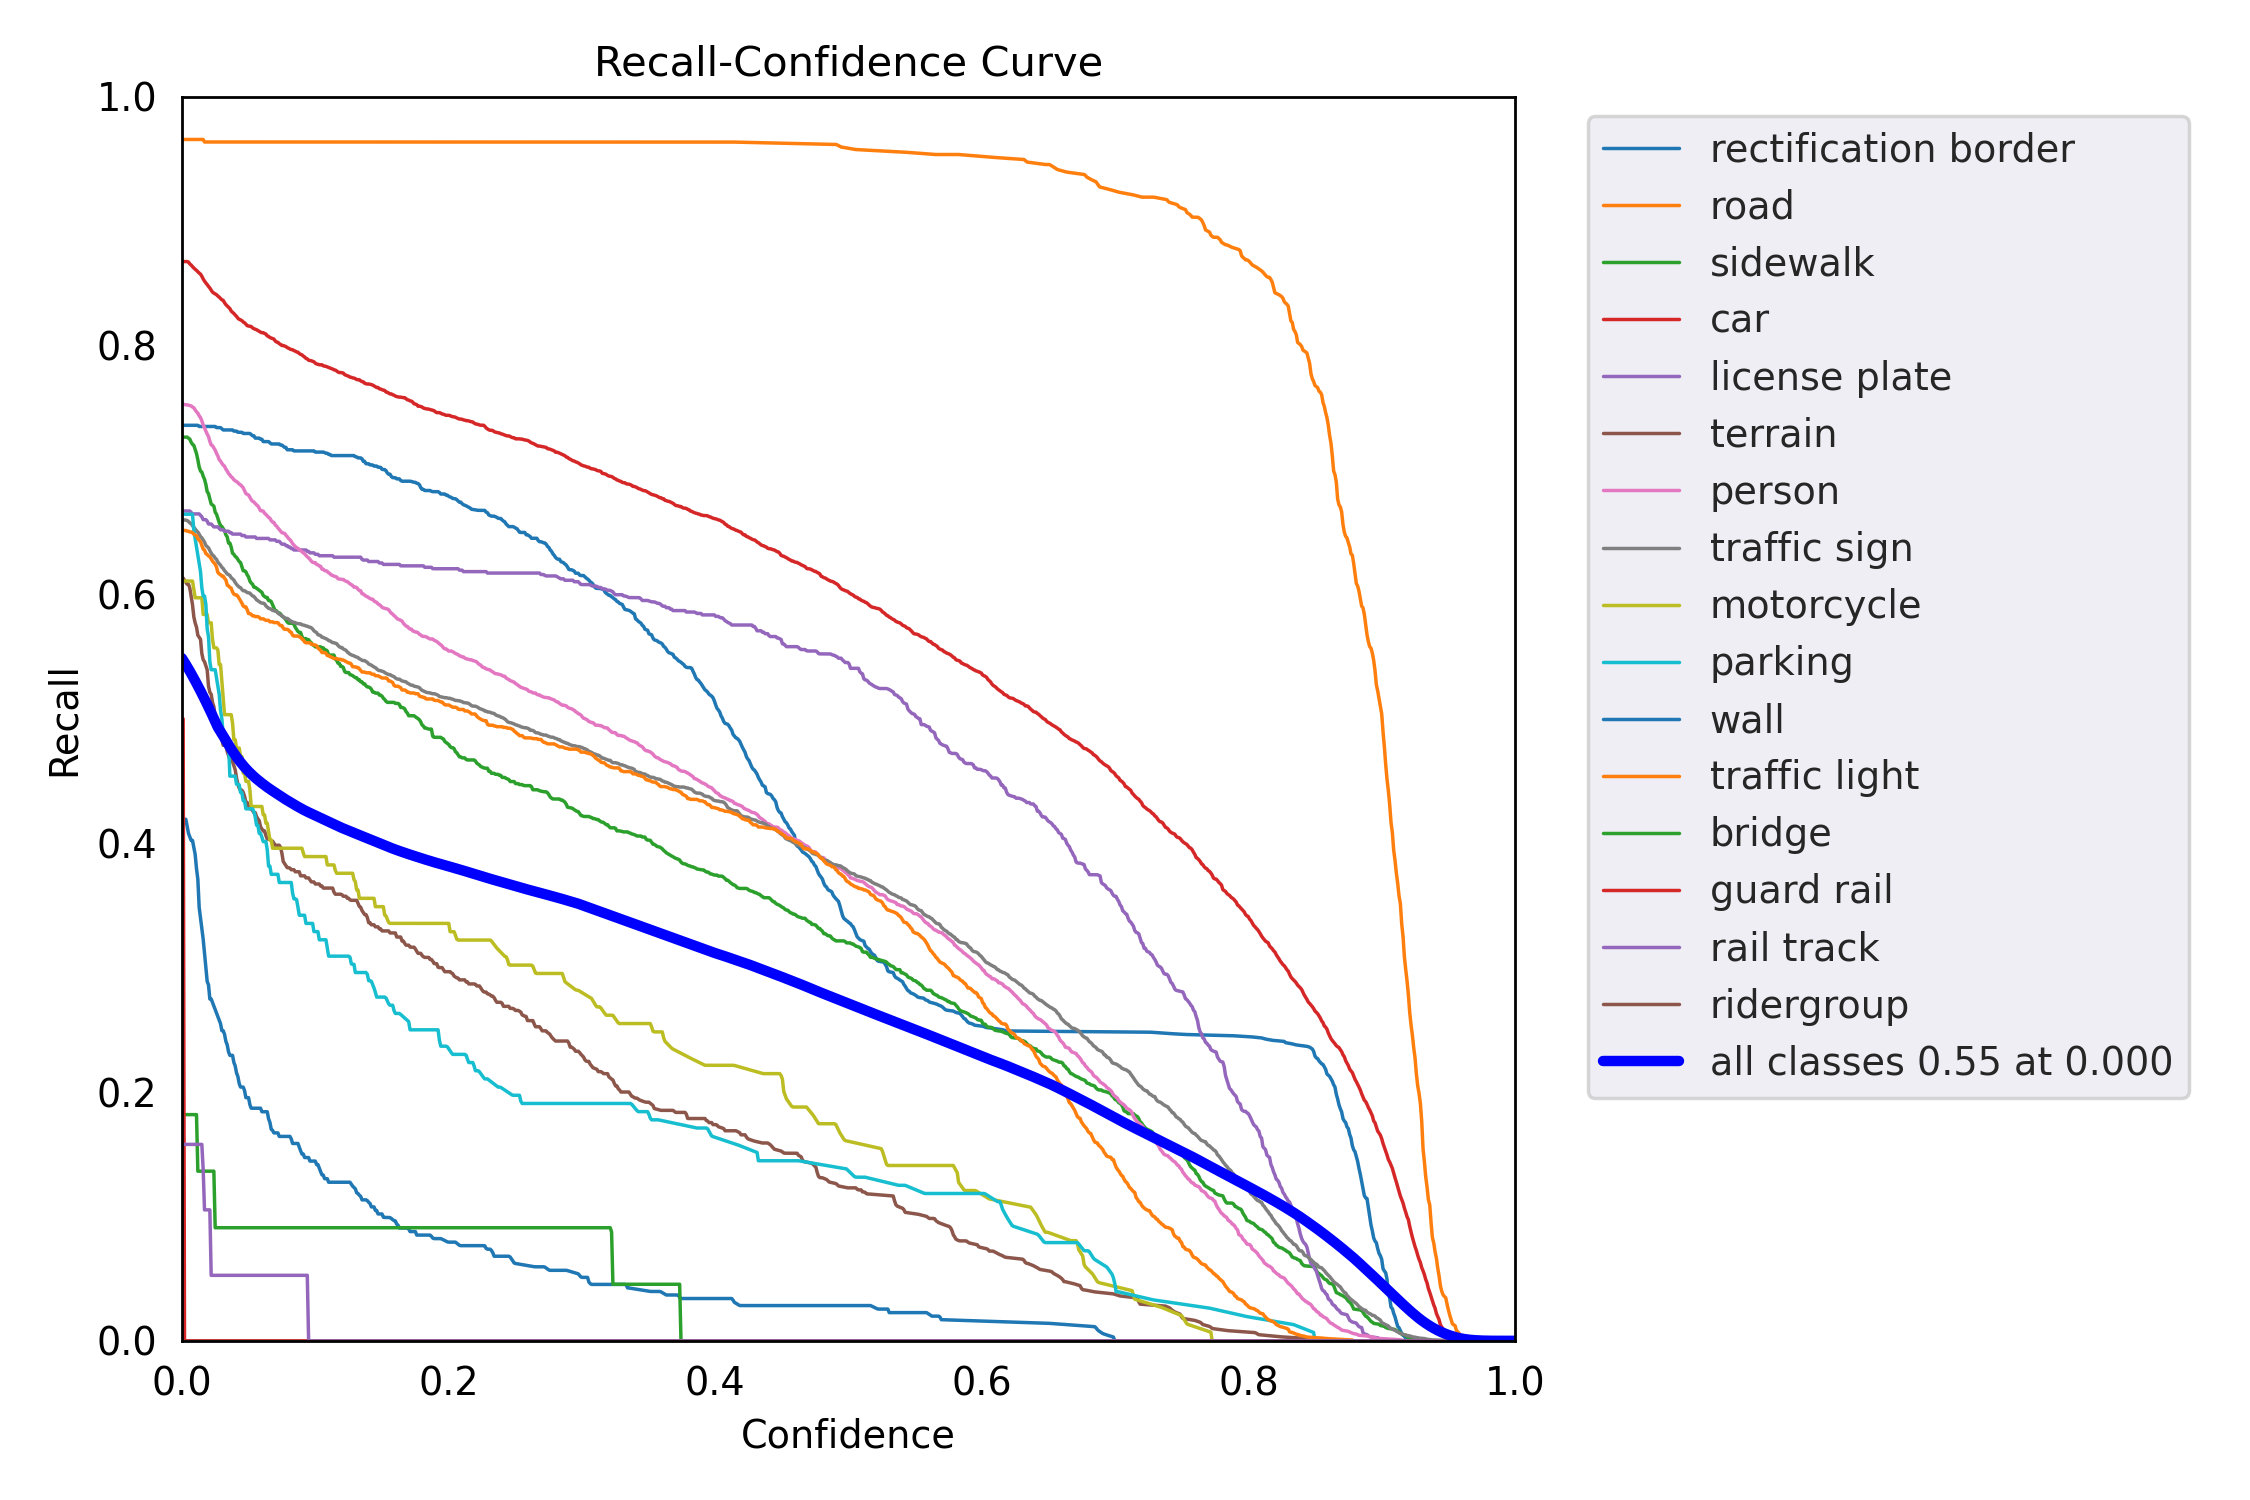 Recall-Confidence Curve
1.0
0.8
0.6
0.4
0.2
0.0
Recall
0.0 0.2 0.4 0.6 0.8 1.0
Confidence
rectification border
road
sidewalk
car
license plate
terrain
person
traffic sign
motorcycle
parking
wall
traffic light
bridge
guard rail
rail track
ridergroup
all classes 0.55 at 0.000